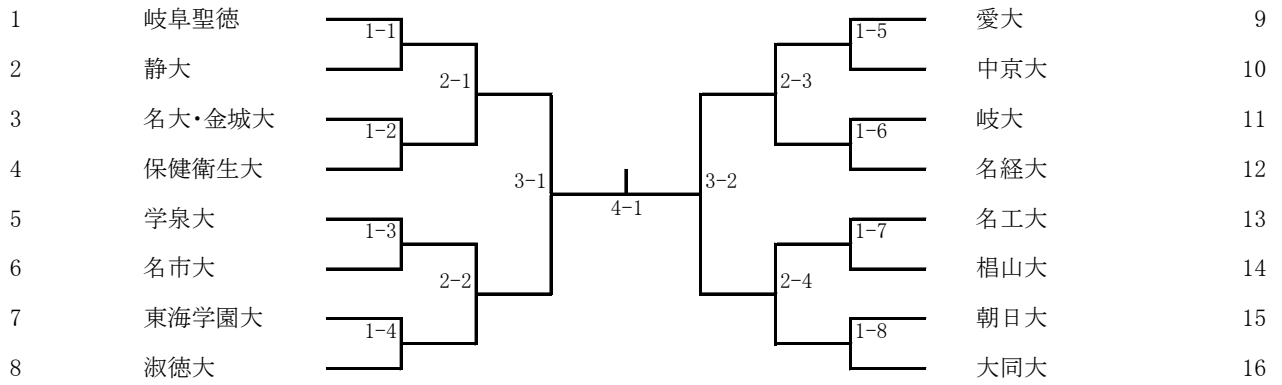 1 岐阜聖徳 1-1 1-5 愛大 9
2 静大 2-1 2-3 中京大 10
3 名大・金城大 1-2 1-6 岐大 11
4 保健衛生大 3-1 3-2 名経大 12
4-1
5 学泉大 1-3 1-7 名工大 13
6 名市大 2-2 2-4 椙山大 14
7 東海学園大 1-4 1-8 朝日大 15
8 淑徳大 大同大 16